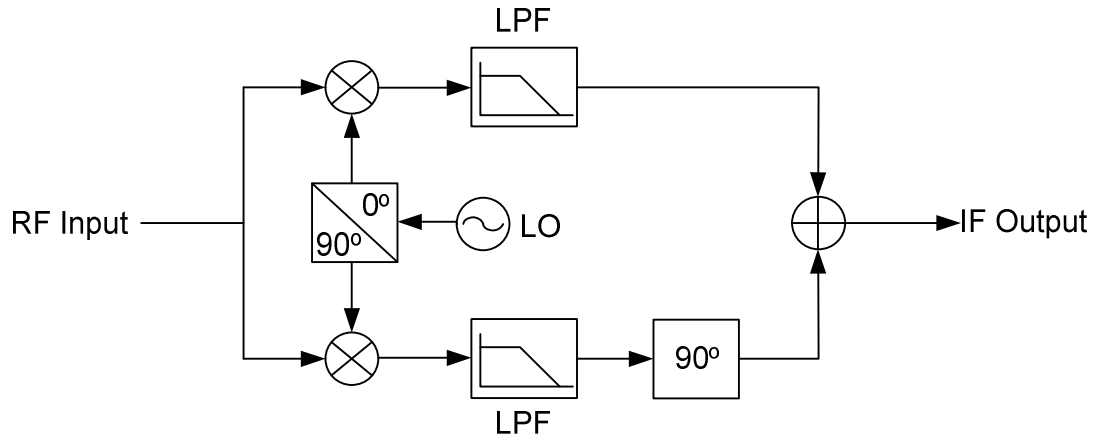 LPF
RF Input
0º
90º
LO
IF Output
90º
LPF